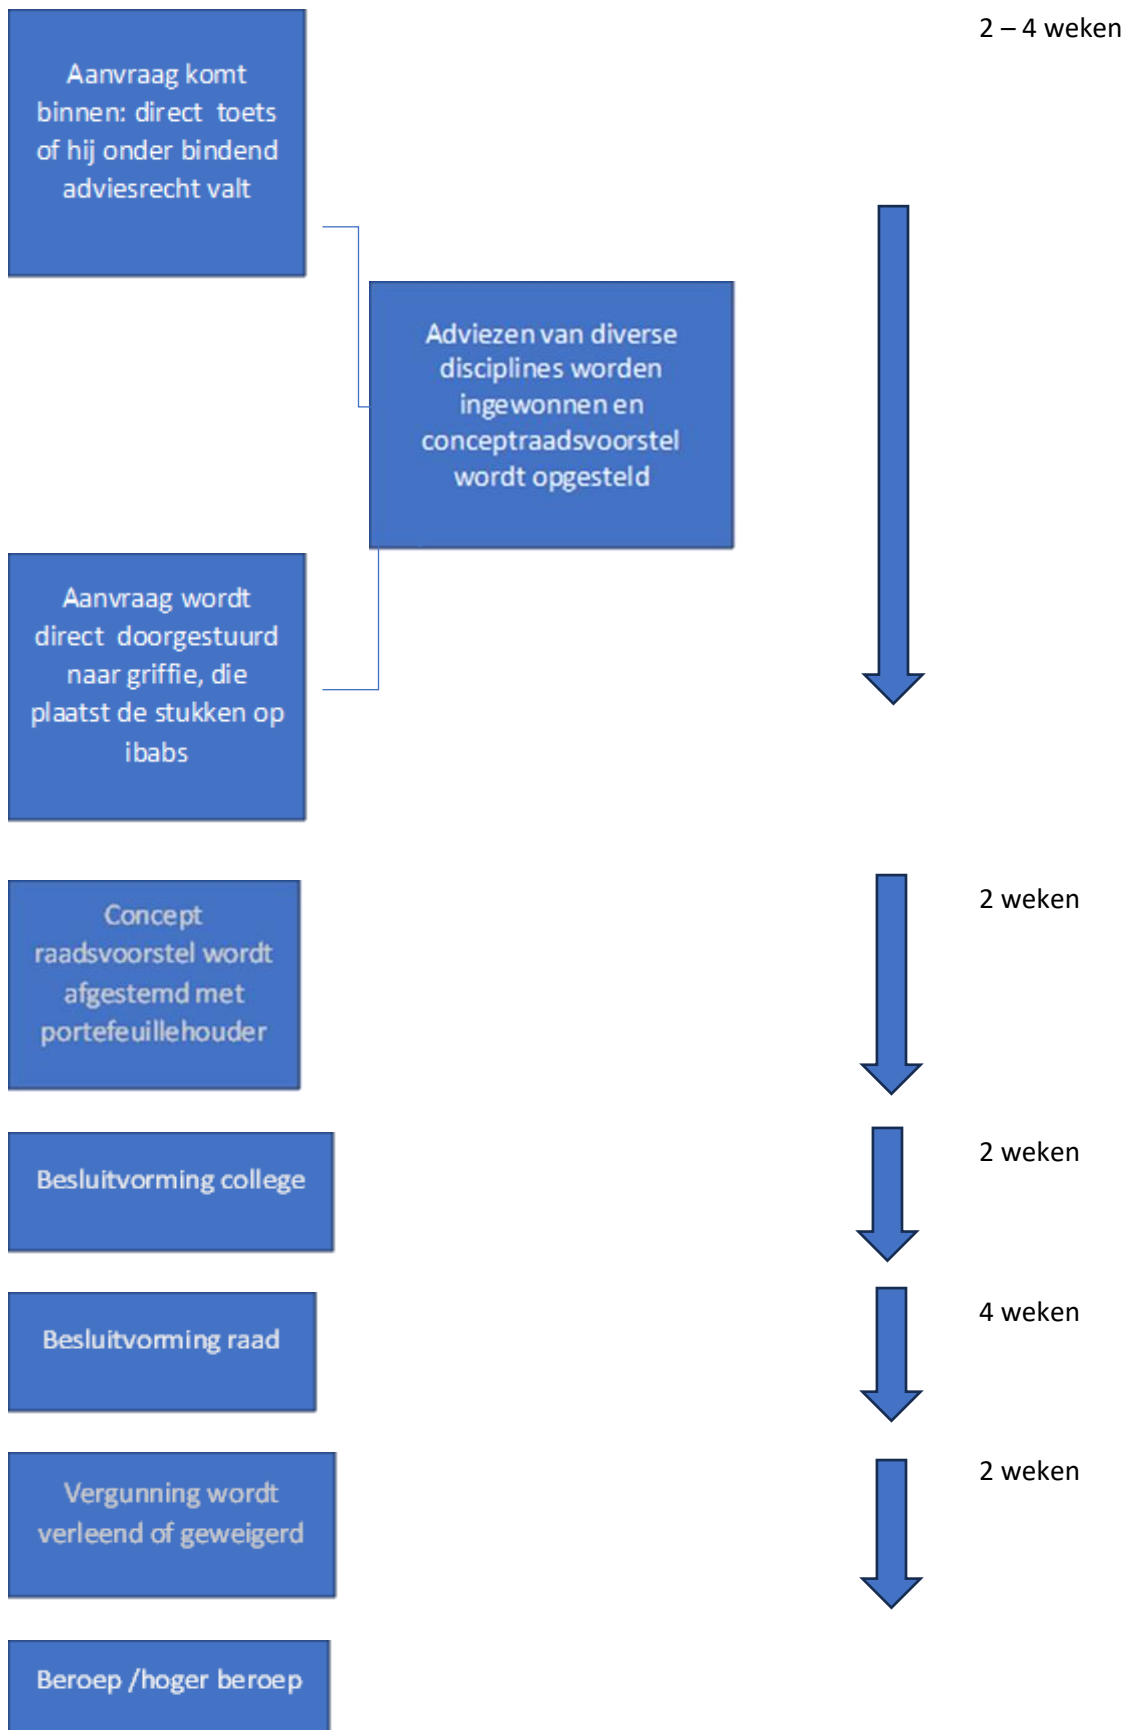 2 – 4 weken
Aanvraag komt
binnen: direct toets
of hij onder bindend
adviesrecht valt
Adviezen van diverse
disciplines worden
ingewonnen en
conceptraadsvoorstel
wordt opgesteld
Aanvraag wordt
direct doorgestuurd
naar griffie, die
plaatst de stukken op
ibabs
2 weken
Concept
raadsvoorstel wordt
afgestemd met
portefeuillehouder
2 weken
Besluitvorming college
4 weken
Besluitvorming raad
2 weken
Vergunning wordt
verleend of geweigerd
Beroep /hoger beroep